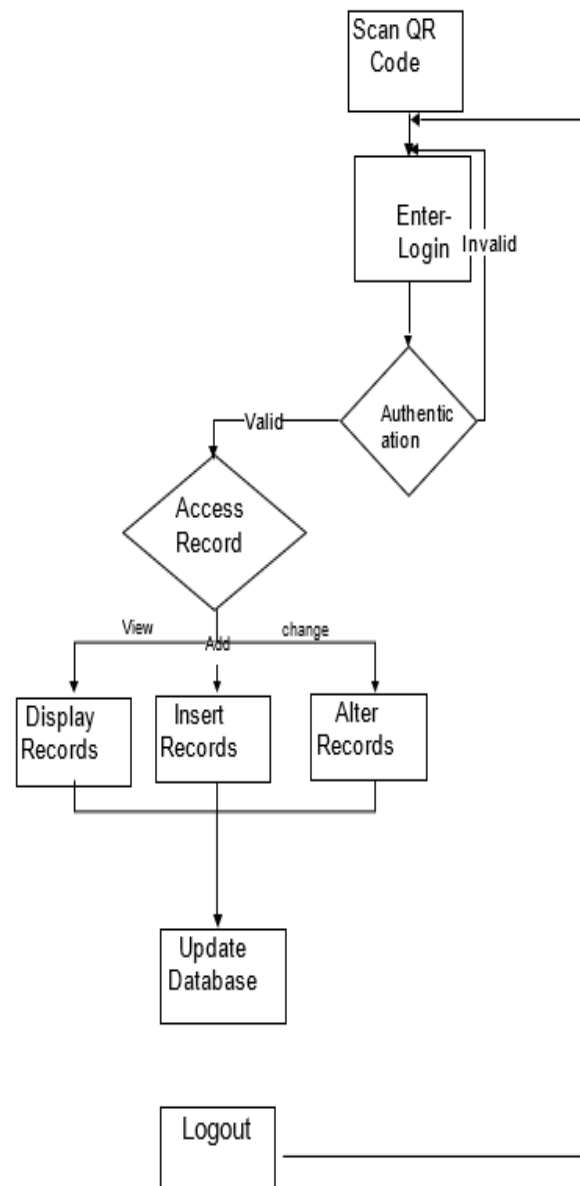 Scan QR
Code
Enter-
Login
Invalid
Authentic
ation
Valid
Access
Record
View
Add
change
Display
Records
Insert
Records
Alter
Records
Update
Database
Logout